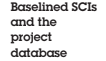 Baselined SCIs
and the
project
database